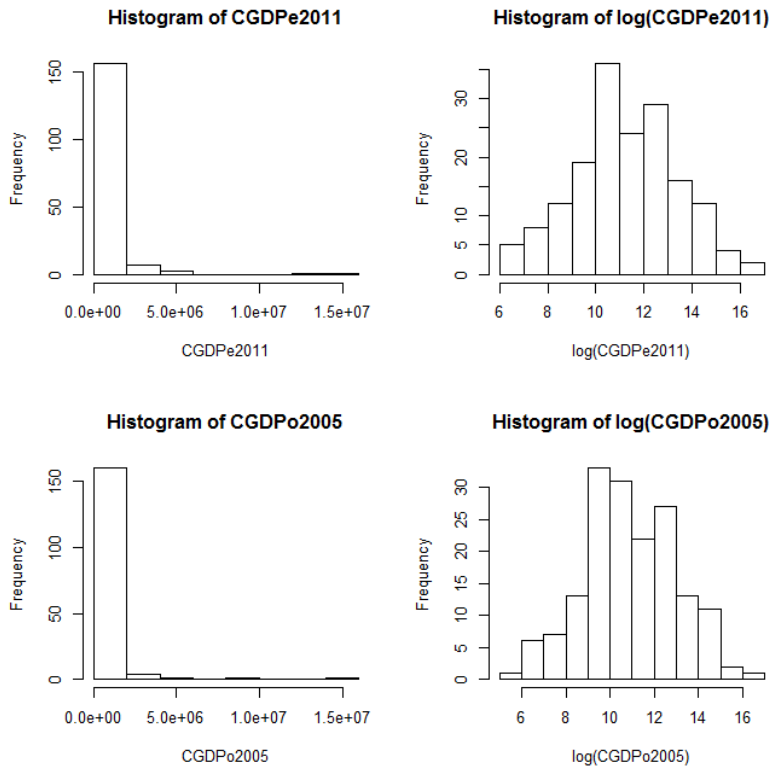 Histogram of CGDPe2011
150
100
50
0
Frequency
0.0e+00 5.0e+06 1.0e+07 1.5e+07
CGDPe2011
Histogram of log(CGDPe2011)
30
20
10
5
0
Frequency
6 8 10 12 14 16
log(CGDPe2011)
Histogram of CGDPo2005
150
100
50
0
Frequency
0.0e+00 5.0e+06 1.0e+07 1.5e+07
CGDPo2005
Histogram of log(CGDPo2005)
30
25
20
15
10
5
0
Frequency
6 8 10 12 14 16
log(CGDPo2005)